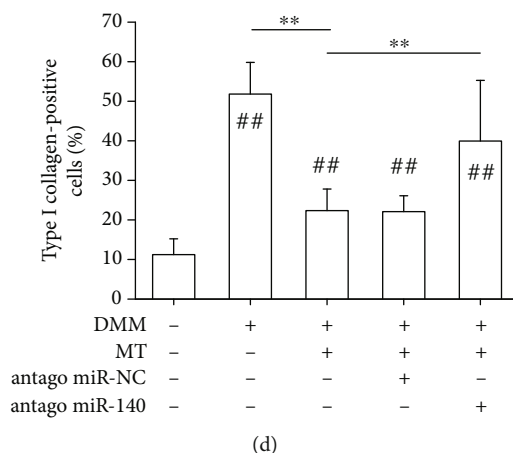 Type I collagen-positive
cells (%)
70
60
50
40
30
20
10
0
**
**
##
##
##
##
DMM – + + + +
MT – – + + +
antago miR-NC – – – + –
antago miR-140 – – – – +
(d)